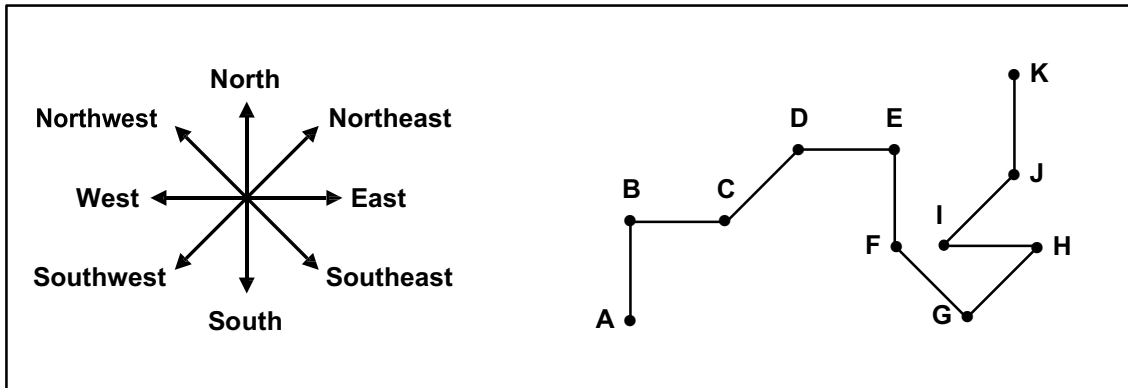 North
Northwest Northeast
West East
Southwest Southeast
South
K
D E
J
B C
I
F H
G
A